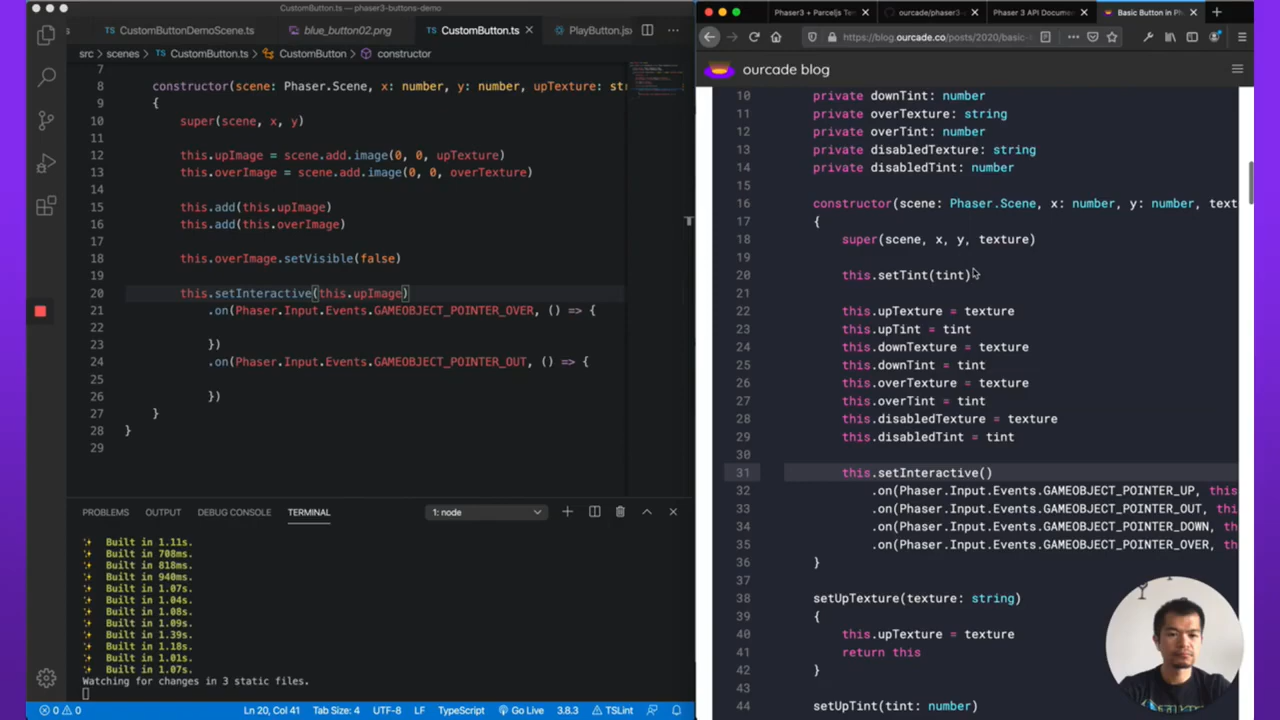 CustomButton.ts — phaser3-buttons-demo
CustomButtonDemoScene.ts
blue_button02.png
CustomButton.ts
PlayButton.js
src > scenes > CustomButton.ts > CustomButton > constructor
7
8 constructor(scene: Phaser.Scene, x: number, y: number, upTexture: str
9 {
10 super(scene, x, y)
11
12 this.upImage = scene.add.image(0, 0, upTexture)
13 this.overImage = scene.add.image(0, 0, overTexture)
14
15 this.add(this.upImage)
16 this.add(this.overImage)
17
18 this.overImage.setVisible(false)
19
20 this.setInteractive(this.upImage)
21 .on(Phaser.Input.Events.GAMEOBJECT_POINTER_OVER, () => {
22
23 })
24 .on(Phaser.Input.Events.GAMEOBJECT_POINTER_OUT, () => {
25
26 })
27 }
28 }
29
PROBLEMS OUTPUT DEBUG CONSOLE TERMINAL 1: node
Built in 1.11s.
Built in 708ms.
Built in 818ms.
Built in 940ms.
Built in 1.07s.
Built in 1.04s.
Built in 1.08s.
Built in 1.09s.
Built in 1.39s.
Built in 1.18s.
Built in 1.01s.
Built in 1.07s.
Watching for changes in 3 static files.
0 0 Ln 20, Col 41 Tab Size: 4 UTF-8 LF TypeScript Go Live 3.8.3 TSLint
Phaser3 + Parceljs Te
ourcade/phaser3-
Phaser 3 API Docume
Basic Button in Ph
https://blog.ourcade.co/posts/2020/basic-
ourcade blog
10 private downTint: number
11 private overTexture: string
12 private overTint: number
13 private disabledTexture: string
14 private disabledTint: number
15
16 constructor(scene: Phaser.Scene, x: number, y: number, text
17 {
18 super(scene, x, y, texture)
20 this.setTint(tint)
21
22 this.upTexture = texture
23 this.upTint = tint
24 this.downTexture = texture
25 this.downTint = tint
26 this.overTexture = texture
27 this.overTint = tint
28 this.disabledTexture = texture
29 this.disabledTint = tint
30
31 this.setInteractive()
32 .on(Phaser.Input.Events.GAMEOBJECT_POINTER_UP, this
33 .on(Phaser.Input.Events.GAMEOBJECT_POINTER_OUT, t
34 .on(Phaser.Input.Events.GAMEOBJECT_POINTER_DOWN, t
35 .on(Phaser.Input.Events.GAMEOBJECT_POINTER_OVER, t
36 }
37
38 setUpTexture(texture: string)
39 {
40 this.upTexture = texture
41 return this
42 }
43
44 setUpTint(tint: number)